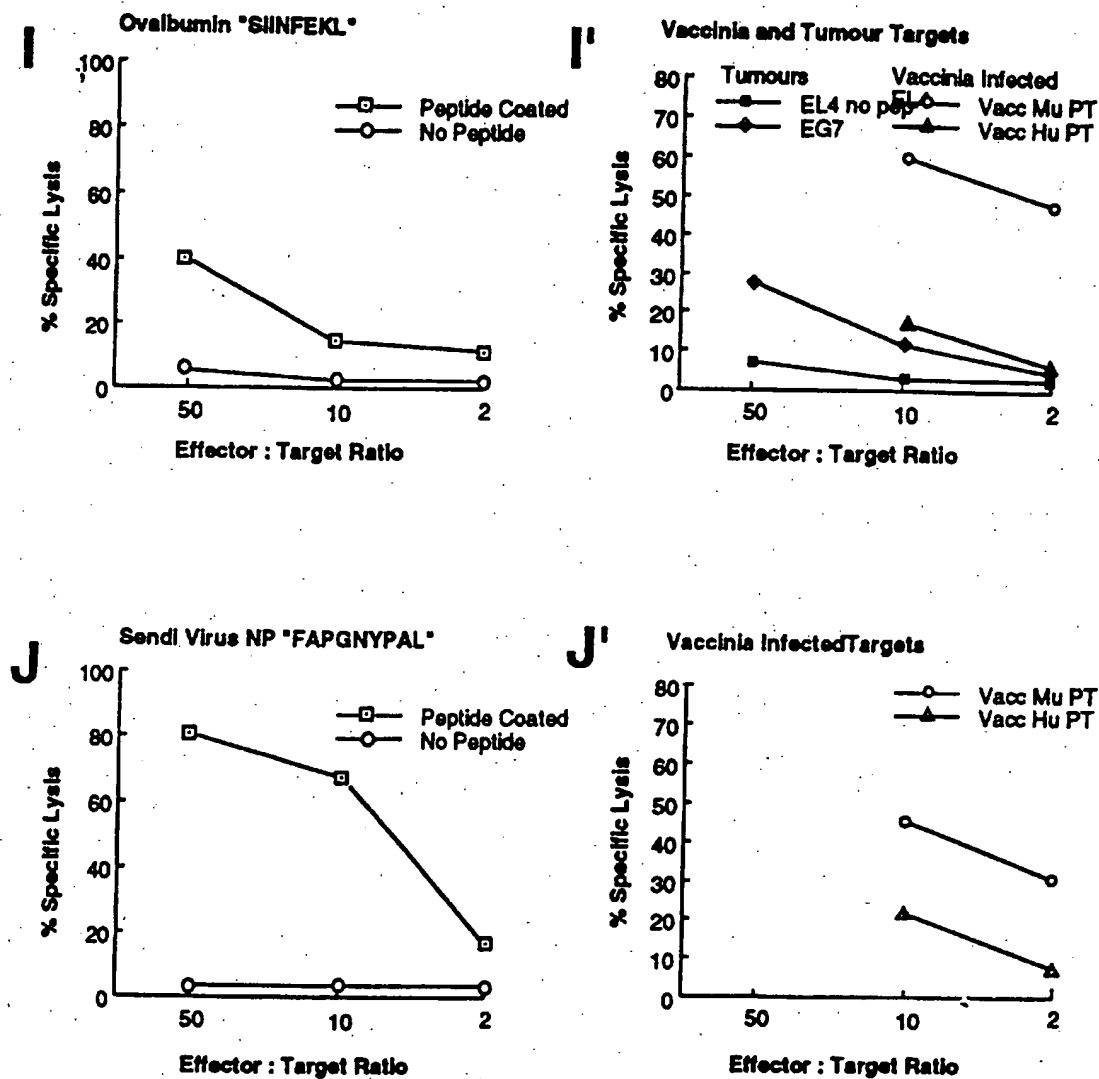 I
Ovalbumin "SIINFEKL"
100
80
60
40
20
0
% Specific Lysis
Peptide Coated
No Peptide
50 10 2
Effector : Target Ratio
I'
Vaccinia and Tumour Targets
80
70
60
50
40
30
20
10
0
% Specific Lysis
Tumours
EL4 no pep
EG7
Vaccinia Infected
EL
Vacc Mu PT
Vacc Hu PT
50 10 2
Effector : Target Ratio
J
Sendi Virus NP "FAPGNYPAL"
100
80
60
40
20
0
% Specific Lysis
Peptide Coated
No Peptide
50 10 2
Effector : Target Ratio
J'
Vaccinia InfectedTargets
80
70
60
50
40
30
20
10
0
% Specific Lysis
Vacc Mu PT
Vacc Hu PT
50 10 2
Effector : Target Ratio